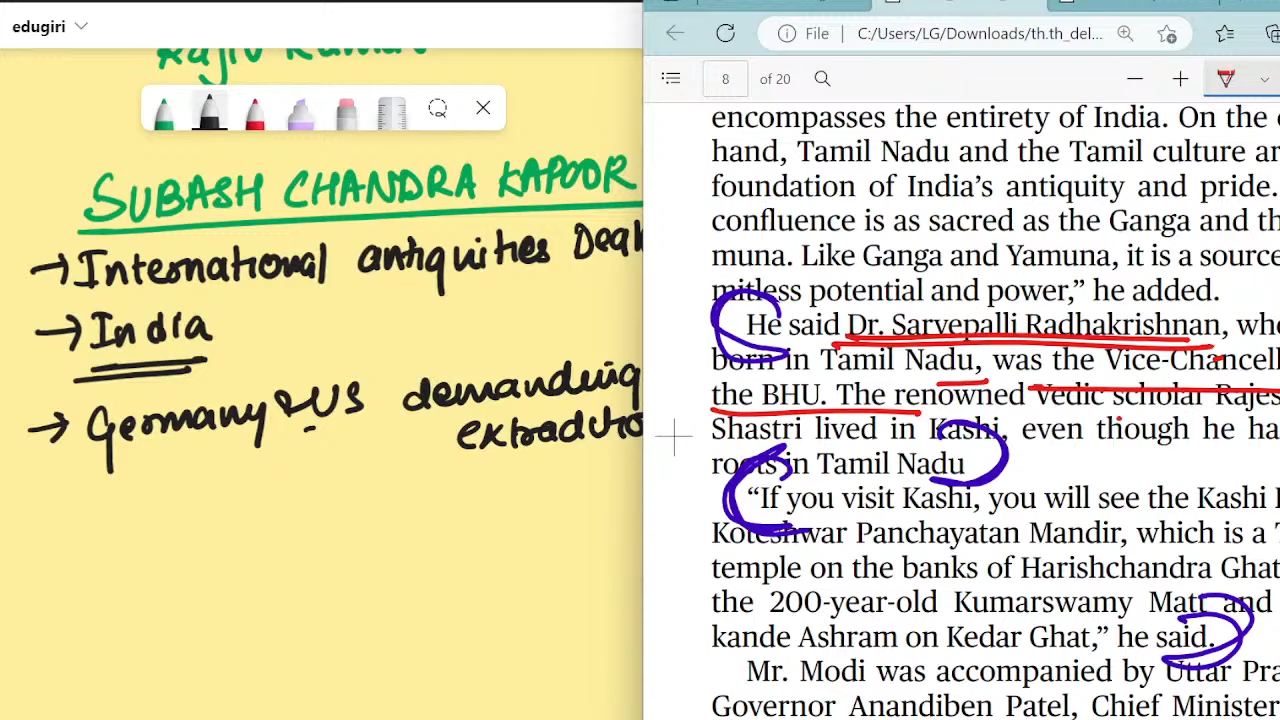 edugiri
Rajiv Kumar
SUBASH CHANDRA KAPOOR
→ International antiquities Deal
→ India
→ Germany & US demanding
extraditio
File C:/Users/LG/Downloads/th.th_del...
8 of 20
encompasses the entirety of India. On the
hand, Tamil Nadu and the Tamil culture ar
foundation of India's antiquity and pride.
confluence is as sacred as the Ganga and th
muna. Like Ganga and Yamuna, it is a source
mitless potential and power,” he added.
He said Dr. Sarvepalli Radhakrishnan, who
born in Tamil Nadu, was the Vice-Chancell
the BHU. The renowned Vedic scholar Rajes
Shastri lived in Kashi, even though he ha
roots in Tamil Nadu
“If you visit Kashi, you will see the Kashi
Koteshwar Panchayatan Mandir, which is a T
temple on the banks of Harishchandra Ghat
the 200-year-old Kumarswamy Matt and
kande Ashram on Kedar Ghat,” he said.
Mr. Modi was accompanied by Uttar Pra
Governor Anandiben Patel, Chief Minister